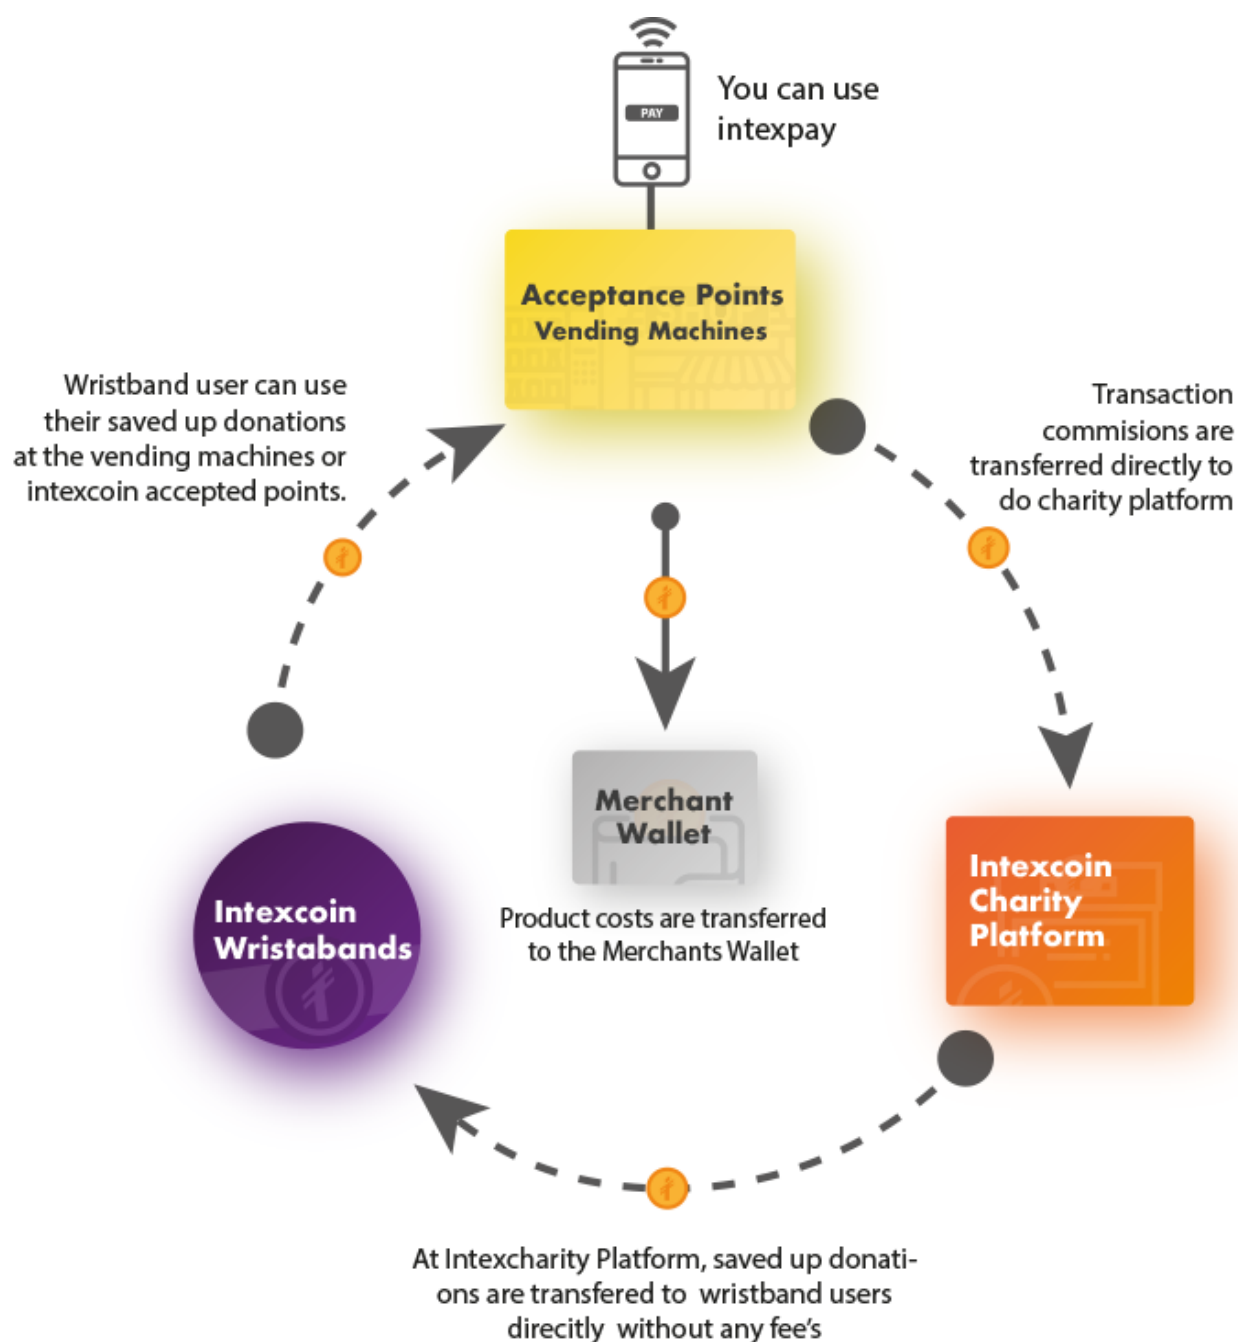 You can use
intexpay
PAY
Acceptance Points
Vending Machines
Wristband user can use
their saved up donations
at the vending machines or
intexcoin accepted points.
Transaction
commisions are
transferred directly to
do charity platform
Merchant
Wallet
Product costs are transferred
to the Merchants Wallet
Intexcoin
Wristabands
Intexcoin
Charity
Platform
At Intexcharity Platform, saved up donati-
ons are transfered to wristband users
direcitly without any fee's